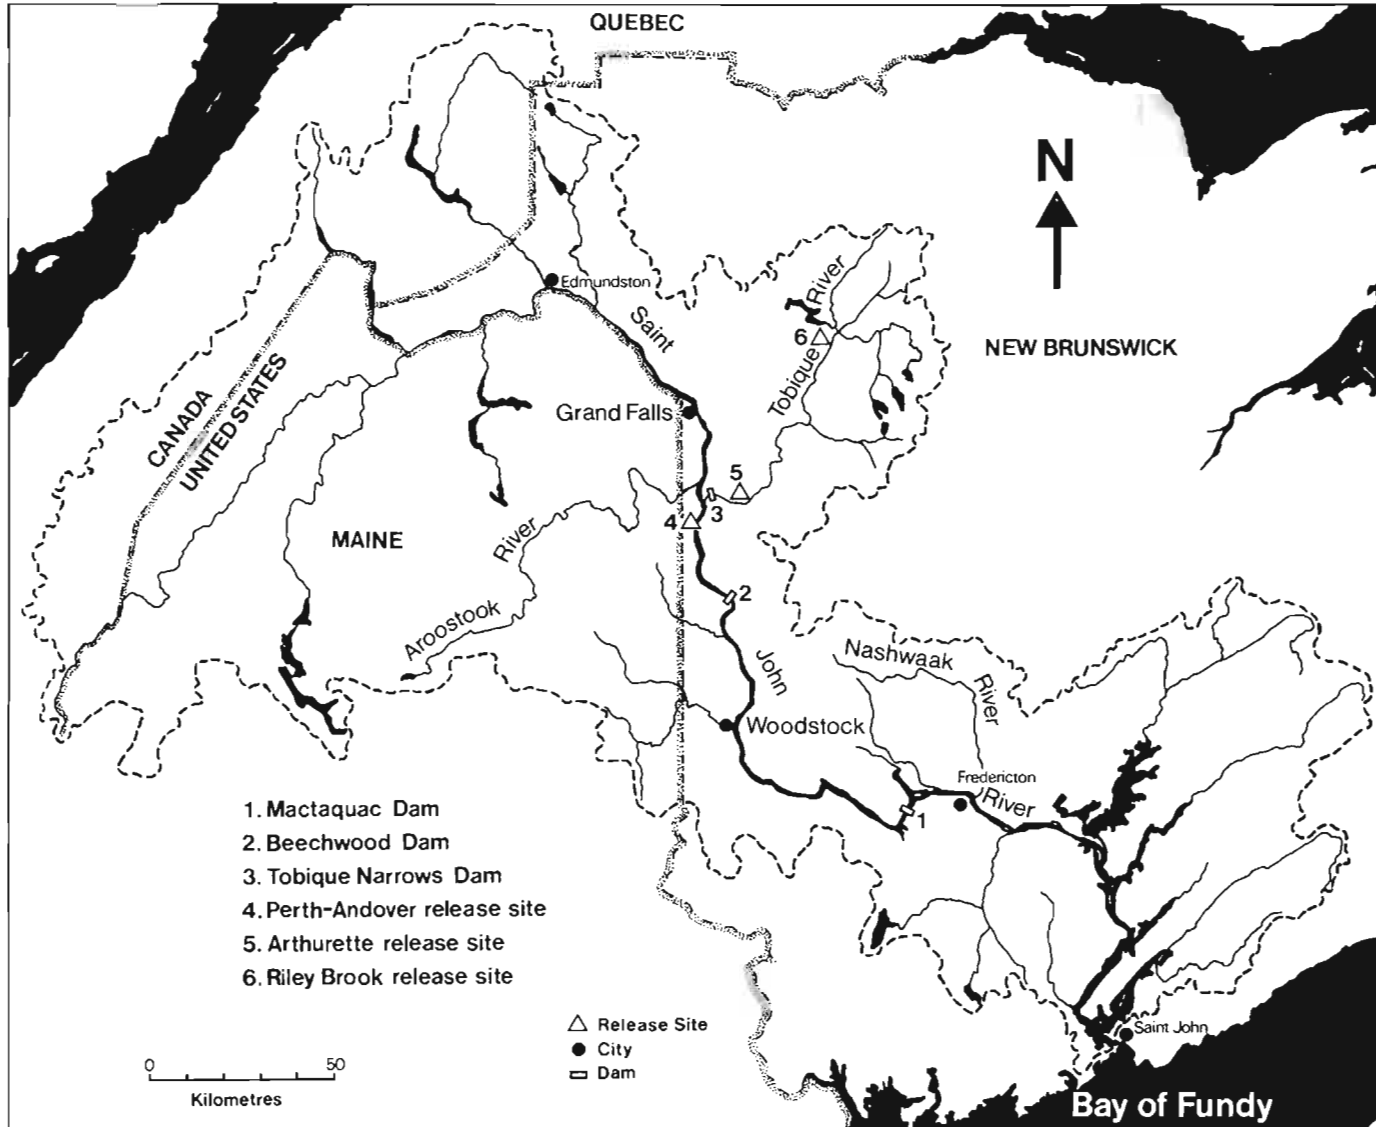 QUEBEC
N
NEW BRUNSWICK
Edmundston
Saint
River
6
Tobique
CANADA
UNITED STATES
Grand Falls
5
3
4
MAINE
River
Aroostook
2
John
Nashwaak
River
Woodstock
Fredericton
River
1
1. Mactaquac Dam
2. Beechwood Dam
3. Tobique Narrows Dam
4. Perth-Andover release site
5. Arthurette release site
6. Riley Brook release site
Release Site
City
Dam
0 50
Kilometres
Saint John
Bay of Fundy